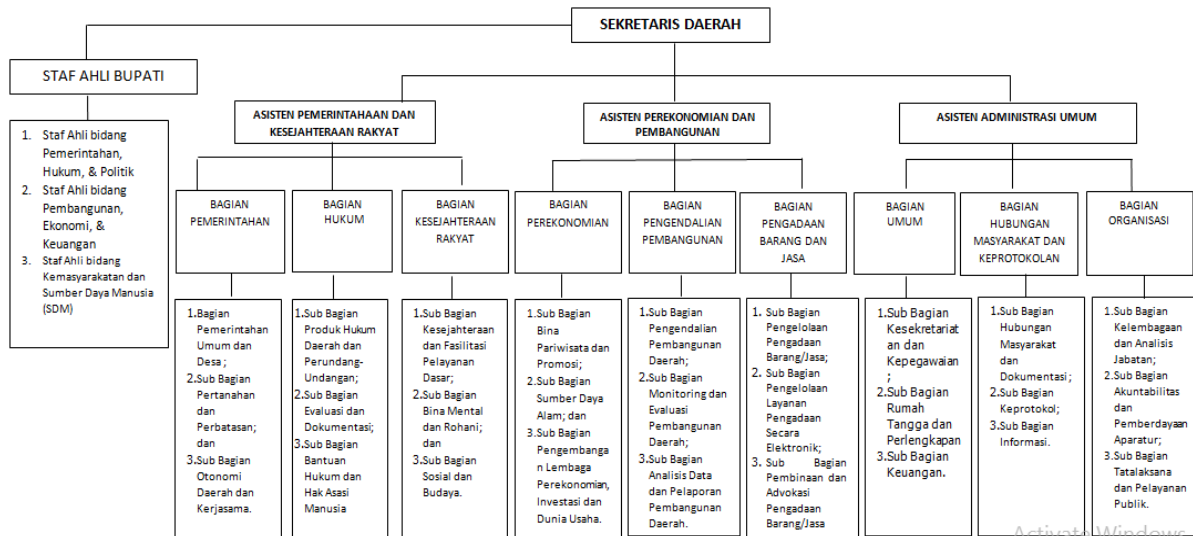 SEKRETARIS DAERAH
STAF AHLI BUPATI
1. Staf Ahli bidang
Pemerintahan,
Hukum, & Politik
2. Staf Ahli bidang
Pembangunan,
Ekonomi, &
Keuangan
3. Staf Ahli bidang
Kemasyarakatan dan
Sumber Daya Manusia
(SDM)
ASISTEN PEMERINTAHAAN DAN
KESEJAHTERAAN RAKYAT
ASISTEN PEREKONOMIAN DAN
PEMBANGUNAN
ASISTEN ADMINISTRASI UMUM
BAGIAN
PEMERINTAHAN
BAGIAN
HUKUM
BAGIAN
KESEJAHTERAAN
RAKYAT
BAGIAN
PEREKONOMIAN
BAGIAN
PENGENDALIAN
PEMBANGUNAN
BAGIAN
PENGADAAN
BARANG DAN
JASA
BAGIAN
UMUM
BAGIAN
HUBUNGAN
MASYARAKAT DAN
KEPROTOKOLAN
BAGIAN
ORGANISASI
1.Bagian
Pemerintahan
Umum dan
Desa;
2.Sub Bagian
Pertanahan
dan
Perbatasan;
dan
3.Sub Bagian
Otonomi
Daerah dan
Kerjasama.
1.Sub Bagian
Produk Hukum
Daerah dan
Perundang-
Undangan;
2.Sub Bagian
Evaluasi dan
Dokumentasi;
3.Sub Bagian
Bantuan
Hukum dan
Hak Asasi
Manusia
1.Sub Bagian
Kesejahteraan
dan Fasilitasi
Pelayanan
Dasar;
2.Sub Bagian
Bina Mental
dan Rohani;
dan
3.Sub Bagian
Sosial dan
Budaya.
1.Sub Bagian
Bina
Pariwisata dan
Promosi;
2.Sub Bagian
Sumber Daya
Alam; dan
3.Sub Bagian
Pengembanga
n Lembaga
Perekonomian,
Investasi dan
Dunia Usaha.
1.Sub Bagian
Pengendalian
Pembangunan
Daerah;
2.Sub Bagian
Monitoring dan
Evaluasi
Pembangunan
Daerah;
3.Sub Bagian
Analisis Data
dan Pelaporan
Pembangunan
Daerah.
1. Sub Bagian
Pengelolaan
Pengadaan
Barang/Jasa;
2. Sub Bagian
Pengelolaan
Layanan
Pengadaan
Secara
Elektronik;
3. Sub Bagian
Pembinaan dan
Advokasi
Pengadaan
Barang/Jasa
1.Sub Bagian
Kesekretariat
an dan
Kepegawaian
;
2.Sub Bagian
Rumah
Tangga dan
Perlengkapan
3.Sub Bagian
Keuangan.
1.Sub Bagian
Hubungan
Masyarakat
dan
Dokumentasi;
2.Sub Bagian
Keprotokol;
3.Sub Bagian
Informasi.
1.Sub Bagian
Kelembagaan
dan Analisis
Jabatan;
2.Sub Bagian
Akuntabilitas
dan
Pemberdayaan
Aparatur;
3.Sub Bagian
Tatalaksana
dan Pelayanan
Publik.
Activate Windows